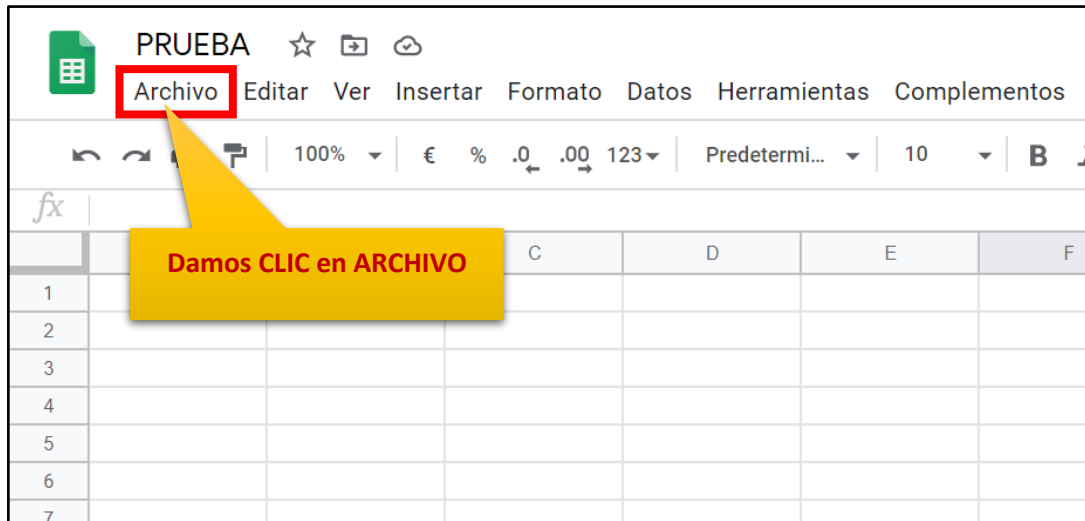 PRUEBA
Archivo Editar Ver Insertar Formato Datos Herramientas Complementos
100% € % .0 .00 123 Predetermi... 10 B
fx
Damos CLIC en ARCHIVO
C D E F
1
2
3
4
5
6
7